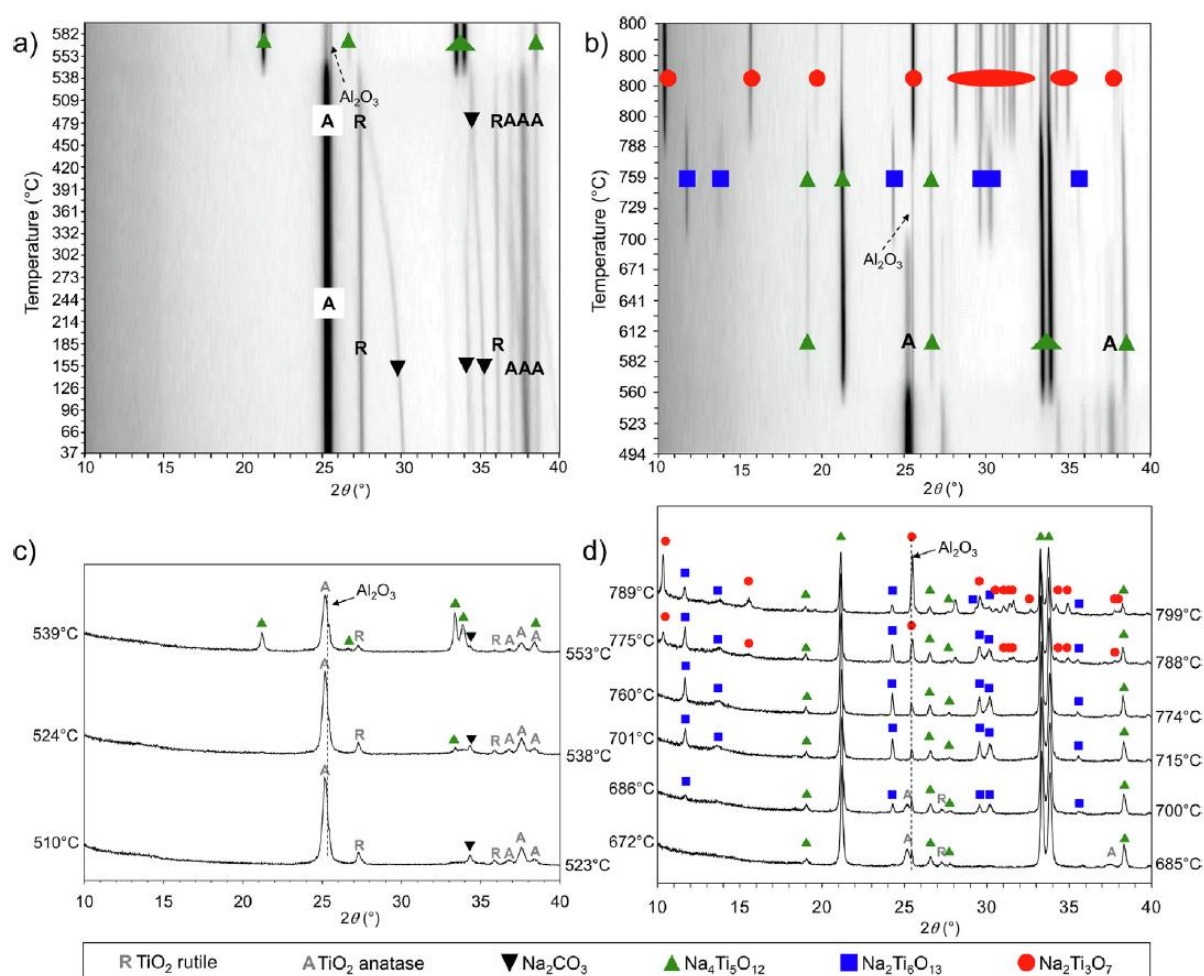 a)
Temperature (°C)
582
553
538
509
479
450
420
391
361
332
302
273
244
214
185
155
126
96
66
37
Al₂O₃
A R R A A A
A
R R
A A A
10 15 20 25 30 35 40
2θ (°)
b)
Temperature (°C)
800
800
800
800
788
759
729
700
671
641
612
582
560
523
494
Al₂O₃
A A
10 15 20 25 30 35 40
2θ (°)
c)
A
Al₂O₃
539°C R R A A A 553°C
A
524°C R R A A A 538°C
A
510°C R R A A A 523°C
10 15 20 25 30 35 40
2θ (°)
d)
Al₂O₃
789°C 799°C
775°C 788°C
760°C 774°C
701°C 715°C
686°C A R 700°C
672°C A R A 685°C
10 15 20 25 30 35 40
2θ (°)
R TiO₂ rutile A TiO₂ anatase Na₂CO₃ Na₄Ti₅O₁₂ Na₂Ti₆O₁₃ Na₂Ti₃O₇